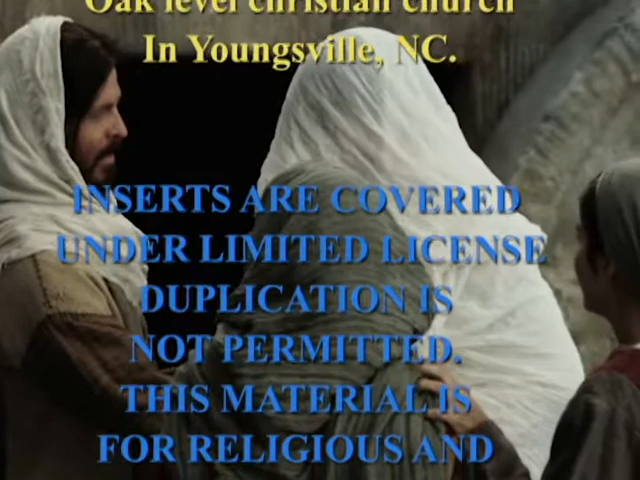 Oak level christian church
In Youngsville, NC.
INSERTS ARE COVERED
UNDER LIMITED LICENSE
DUPLICATION IS
NOT PERMITTED.
THIS MATERIAL IS
FOR RELIGIOUS AND